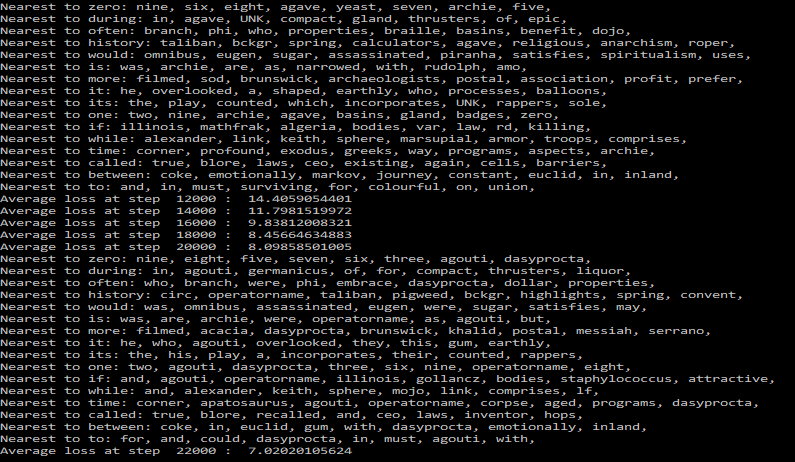 Nearest to zero: nine, six, eight, agave, yeast, seven, archie, five,
Nearest to during: in, agave, UNK, compact, gland, thrusters, of, epic,
Nearest to often: branch, phi, who, properties, braille, basins, benefit, dojo,
Nearest to history: taliban, bckgr, spring, calculators, agave, religious, anarchism, roper,
Nearest to would: omnibus, eugen, sugar, assassinated, piranha, satisfies, spiritualism, uses,
Nearest to is: was, archie, are, as, narrowed, with, rudolph, amo,
Nearest to more: filmed, sod, brunswick, archaeologists, postal, association, profit, prefer,
Nearest to it: he, overlooked, a, shaped, earthly, who, processes, balloons,
Nearest to its: the, play, counted, which, incorporates, UNK, rappers, sole,
Nearest to one: two, nine, archie, agave, basins, gland, badges, zero,
Nearest to if: illinois, mathfrak, algeria, bodies, var, law, rd, killing,
Nearest to while: alexander, link, keith, sphere, marsupial, armor, troops, comprises,
Nearest to time: corner, profound, exodus, greeks, way, programs, aspects, archie,
Nearest to called: true, blore, laws, ceo, existing, again, cells, barriers,
Nearest to between: coke, emotionally, markov, journey, constant, euclid, in, inland,
Nearest to to: and, in, must, surviving, for, colourful, on, union,
Average loss at step  12000 :  14.4059054401
Average loss at step  14000 :  11.7981519972
Average loss at step  16000 :  9.83812008321
Average loss at step  18000 :  8.45664634883
Average loss at step  20000 :  8.09858501005
Nearest to zero: nine, eight, five, seven, six, three, agouti, dasyprocta,
Nearest to during: in, agouti, germanicus, of, for, compact, thrusters, liquor,
Nearest to often: who, branch, were, phi, embrace, dasyprocta, dollar, properties,
Nearest to history: circ, operatorname, taliban, pigweed, bckgr, highlights, spring, convent,
Nearest to would: was, omnibus, assassinated, eugen, were, sugar, satisfies, may,
Nearest to is: was, are, archie, were, operatorname, as, agouti, but,
Nearest to more: filmed, acacia, dasyprocta, brunswick, khalid, postal, messiah, serrano,
Nearest to it: he, who, agouti, overlooked, they, this, gum, earthly,
Nearest to its: the, his, play, a, incorporates, their, counted, rappers,
Nearest to one: two, agouti, dasyprocta, three, six, nine, operatorname, eight,
Nearest to if: and, agouti, operatorname, illinois, gollancz, bodies, staphylococcus, attractive,
Nearest to while: and, alexander, keith, sphere, mojo, link, comprises, lf,
Nearest to time: corner, apatosaurus, agouti, operatorname, corpse, aged, programs, dasyprocta,
Nearest to called: true, blore, recalled, and, ceo, laws, inventor, hops,
Nearest to between: coke, in, euclid, gum, with, dasyprocta, emotionally, inland,
Nearest to to: for, and, could, dasyprocta, in, must, agouti, with,
Average loss at step  22000 :  7.02020105624